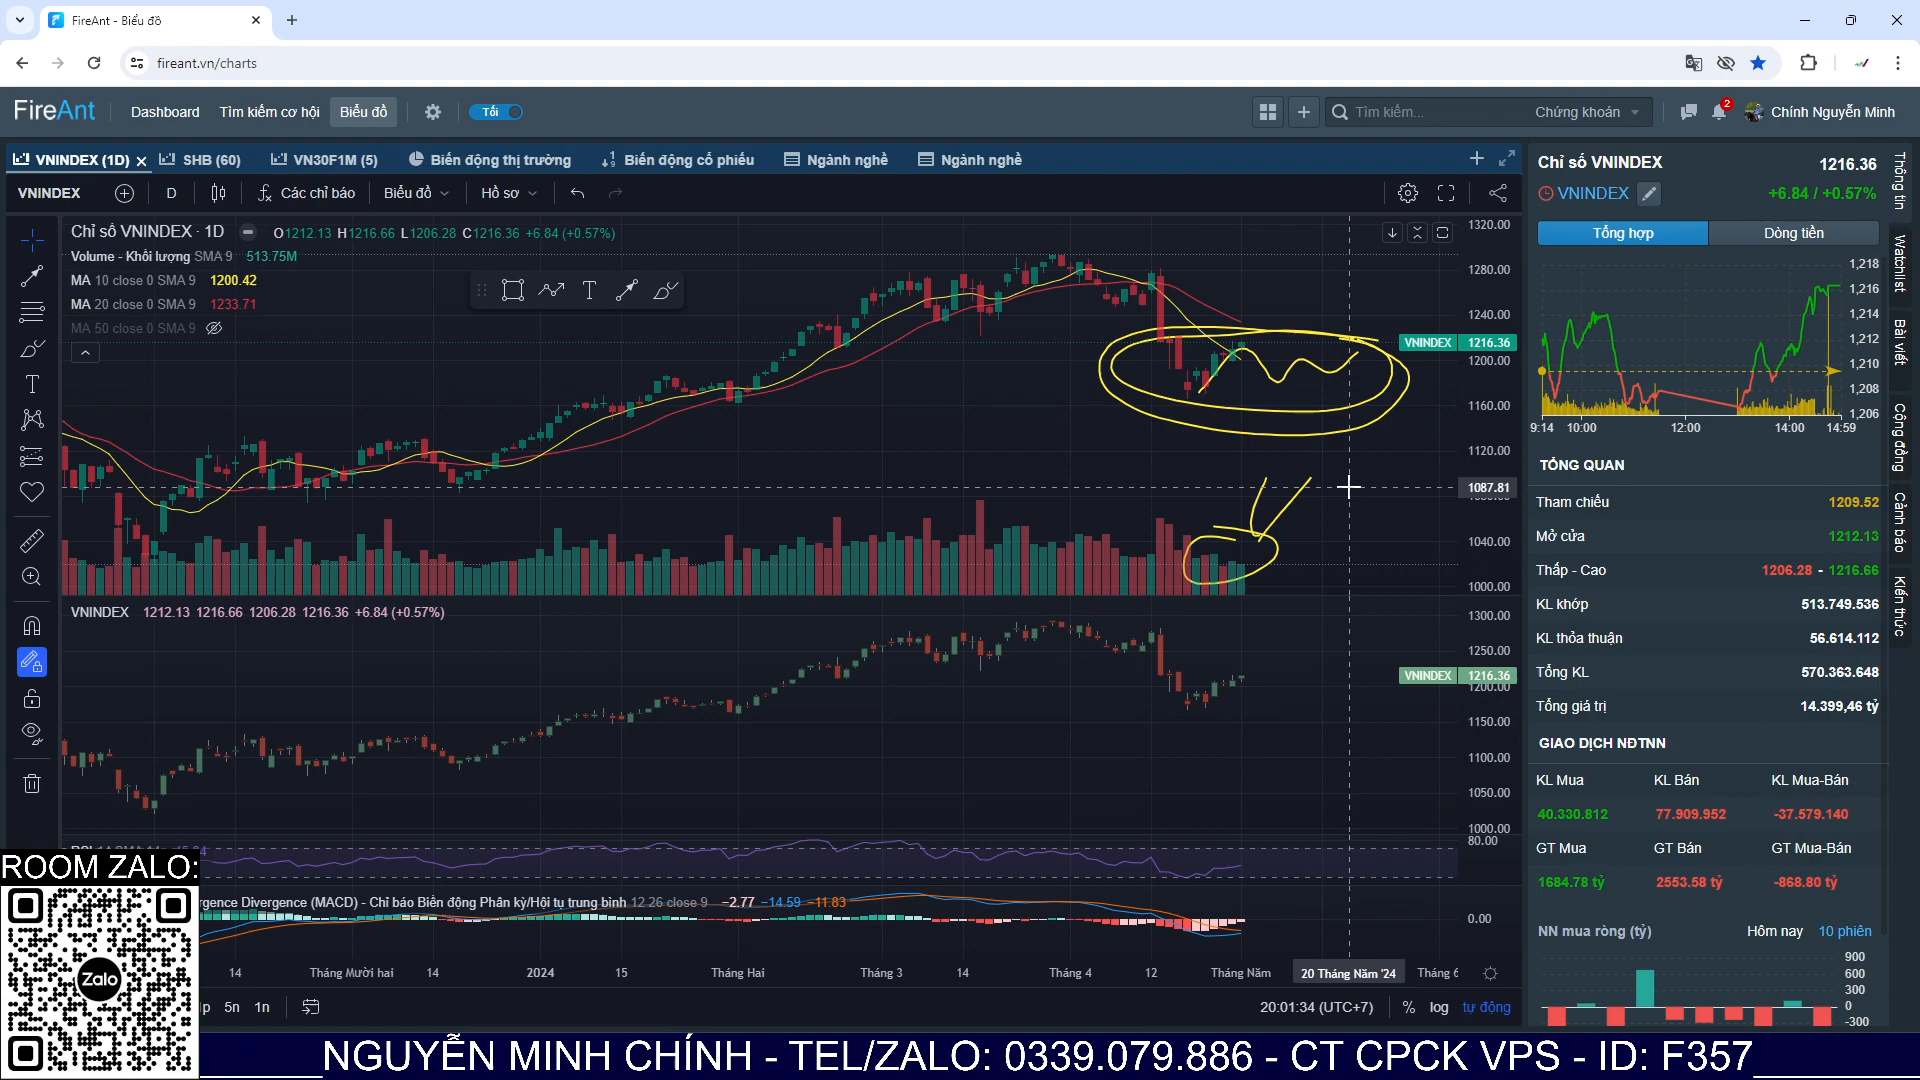 FireAnt - Biểu đồ
fireant.vn/charts
FireAnt
Dashboard
Tìm kiếm cơ hội
Biểu đồ
Tối
Tìm kiếm...
Chứng khoán
2
Chính Nguyễn Minh
VNINDEX (1D)
SHB (60)
VN30F1M (5)
Biến động thị trường
Biến động cổ phiếu
Ngành nghề
Ngành nghề
VNINDEX
D
Các chỉ báo
Biểu đồ
Hồ sơ
Chỉ số VNINDEX · 1D
O1212.13 H1216.66 L1206.28 C1216.36 +6.84 (+0.57%)
Volume - Khối lượng SMA 9 513.75M
MA 10 close 0 SMA 9 1200.42
MA 20 close 0 SMA 9 1233.71
MA 50 close 0 SMA 9
1320.00
1280.00
1240.00
VNINDEX 1216.36
1200.00
1160.00
1120.00
1087.81
1040.00
1000.00
VNINDEX 1212.13 1216.66 1206.28 1216.36 +6.84 (+0.57%)
1300.00
1250.00
VNINDEX 1216.36
1200.00
1150.00
1100.00
1050.00
1000.00
80.00
rgence Divergence (MACD) - Chỉ báo Biến động Phân kỳ/Hội tụ trung bình 12 26 close 9 −2.77 −14.59 −11.83
0.00
14
Tháng Mười hai
14
2024
15
Tháng Hai
Tháng 3
14
Tháng 4
12
Tháng Năm
20 Tháng Năm '24
Tháng 6
5n
1n
20:01:34 (UTC+7)
%
log
tự động
Chỉ số VNINDEX
1216.36
VNINDEX
+6.84 / +0.57%
Tổng hợp
Dòng tiền
1,218
1,216
1,214
1,212
1,210
1,208
1,206
9:14
10:00
12:00
14:00
14:59
TỔNG QUAN
Tham chiếu 1209.52
Mở cửa 1212.13
Thấp - Cao 1206.28 - 1216.66
KL khớp 513.749.536
KL thỏa thuận 56.614.112
Tổng KL 570.363.648
Tổng giá trị 14.399,46 tỷ
GIAO DỊCH NĐTNN
KL Mua KL Bán KL Mua-Bán
40.330.812 77.909.952 -37.579.140
GT Mua GT Bán GT Mua-Bán
1684.78 tỷ 2553.58 tỷ -868.80 tỷ
NN mua ròng (tỷ) Hôm nay 10 phiên
900
600
300
0
-300
Thông tin
Watchlist
Bài viết
Cộng đồng
Cảnh báo
Kiến thức
ROOM ZALO:
Zalo
NGUYỄN MINH CHÍNH - TEL/ZALO: 0339.079.886 - CT CPCK VPS - ID: F357